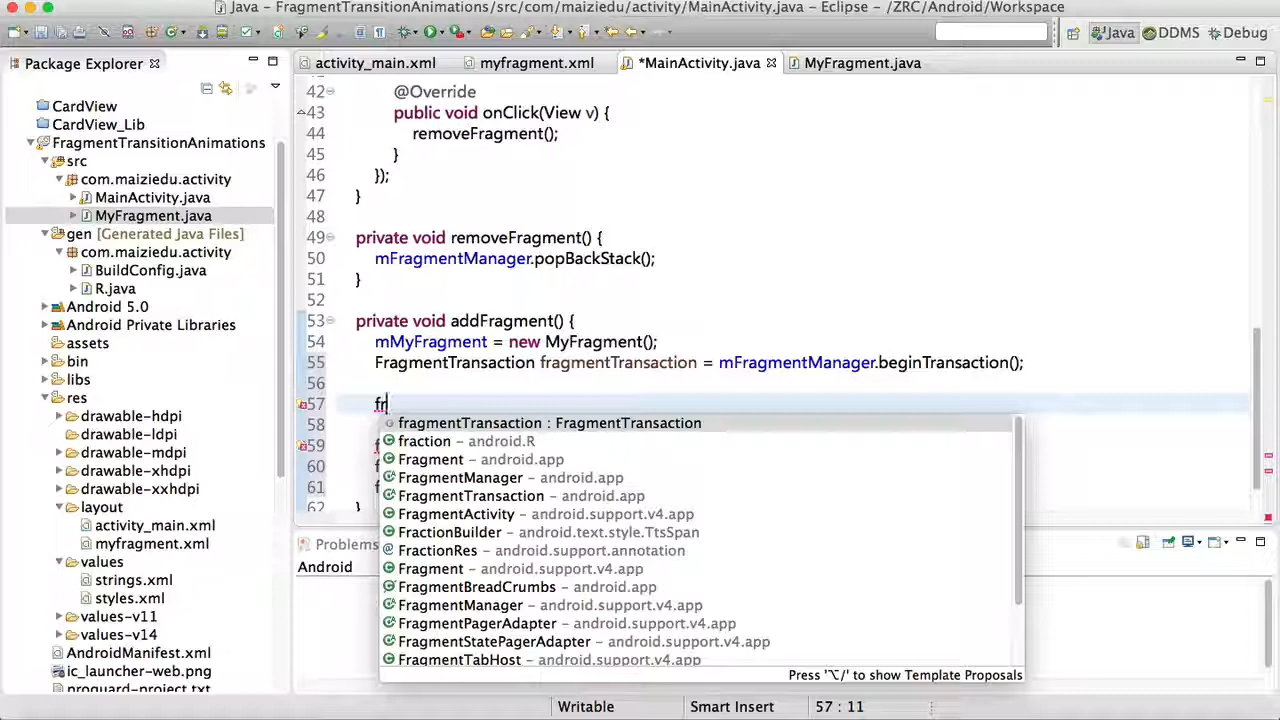 Java – FragmentTransitionAnimations/src/com/maiziedu/activity/MainActivity.java – Eclipse – /ZRC/Android/Workspace
Java
DDMS
Debug
Package Explorer
activity_main.xml
myfragment.xml
*MainActivity.java
MyFragment.java
CardView
CardView_Lib
FragmentTransitionAnimations
src
com.maiziedu.activity
MainActivity.java
MyFragment.java
gen [Generated Java Files]
com.maiziedu.activity
BuildConfig.java
R.java
Android 5.0
Android Private Libraries
assets
bin
libs
res
drawable-hdpi
drawable-ldpi
drawable-mdpi
drawable-xhdpi
drawable-xxhdpi
layout
activity_main.xml
myfragment.xml
values
strings.xml
styles.xml
values-v11
values-v14
AndroidManifest.xml
ic_launcher-web.png
proguard-project.txt
42 @Override
43 public void onClick(View v) {
44 removeFragment();
45 }
46 });
47 }
48
49 private void removeFragment() {
50 mFragmentManager.popBackStack();
51 }
52
53 private void addFragment() {
54 mMyFragment = new MyFragment();
55 FragmentTransaction fragmentTransaction = mFragmentManager.beginTransaction();
56
57 fr
58
59
60
61
62 }
fragmentTransaction : FragmentTransaction
fraction – android.R
Fragment – android.app
FragmentManager – android.app
FragmentTransaction – android.app
FragmentActivity – android.support.v4.app
FractionBuilder – android.text.style.TtsSpan
FractionRes – android.support.annotation
Fragment – android.support.v4.app
FragmentBreadCrumbs – android.app
FragmentManager – android.support.v4.app
FragmentPagerAdapter – android.support.v4.app
FragmentStatePagerAdapter – android.support.v4.app
FragmentTabHost – android.support.v4.app
Press '⌥/' to show Template Proposals
Problems
Android
Writable
Smart Insert
57 : 11